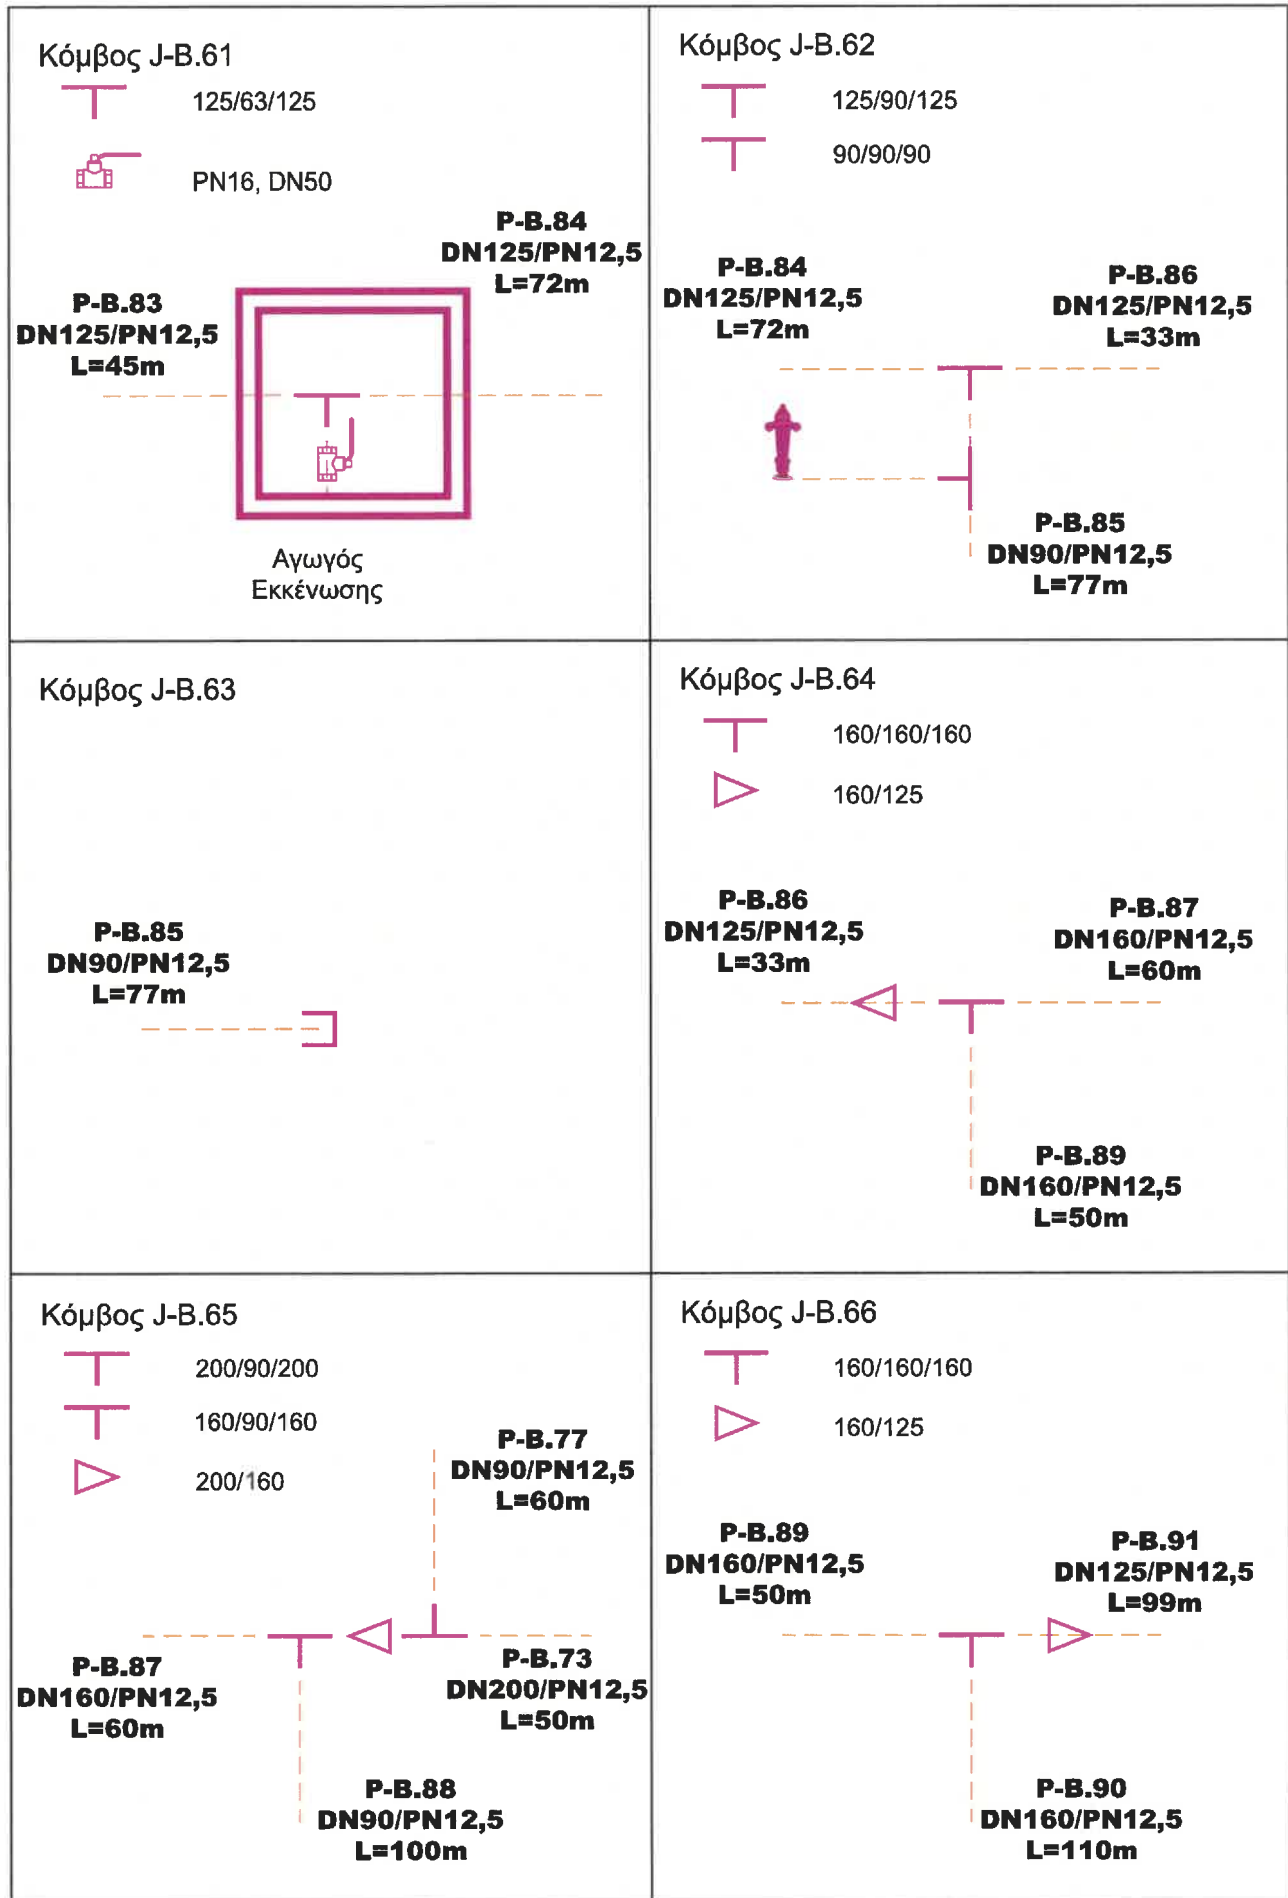 Κόμβος J-B.61
125/63/125
PN16, DN50
P-B.84
DN125/PN12,5
L=72m
P-B.83
DN125/PN12,5
L=45m
Αγωγός
Εκκένωσης
Κόμβος J-B.62
125/90/125
90/90/90
P-B.84
DN125/PN12,5
L=72m
P-B.86
DN125/PN12,5
L=33m
P-B.85
DN90/PN12,5
L=77m
Κόμβος J-B.63
P-B.85
DN90/PN12,5
L=77m
Κόμβος J-B.64
160/160/160
160/125
P-B.86
DN125/PN12,5
L=33m
P-B.87
DN160/PN12,5
L=60m
P-B.89
DN160/PN12,5
L=50m
Κόμβος J-B.65
200/90/200
160/90/160
200/160
P-B.77
DN90/PN12,5
L=60m
P-B.87
DN160/PN12,5
L=60m
P-B.73
DN200/PN12,5
L=50m
P-B.88
DN90/PN12,5
L=100m
Κόμβος J-B.66
160/160/160
160/125
P-B.89
DN160/PN12,5
L=50m
P-B.91
DN125/PN12,5
L=99m
P-B.90
DN160/PN12,5
L=110m